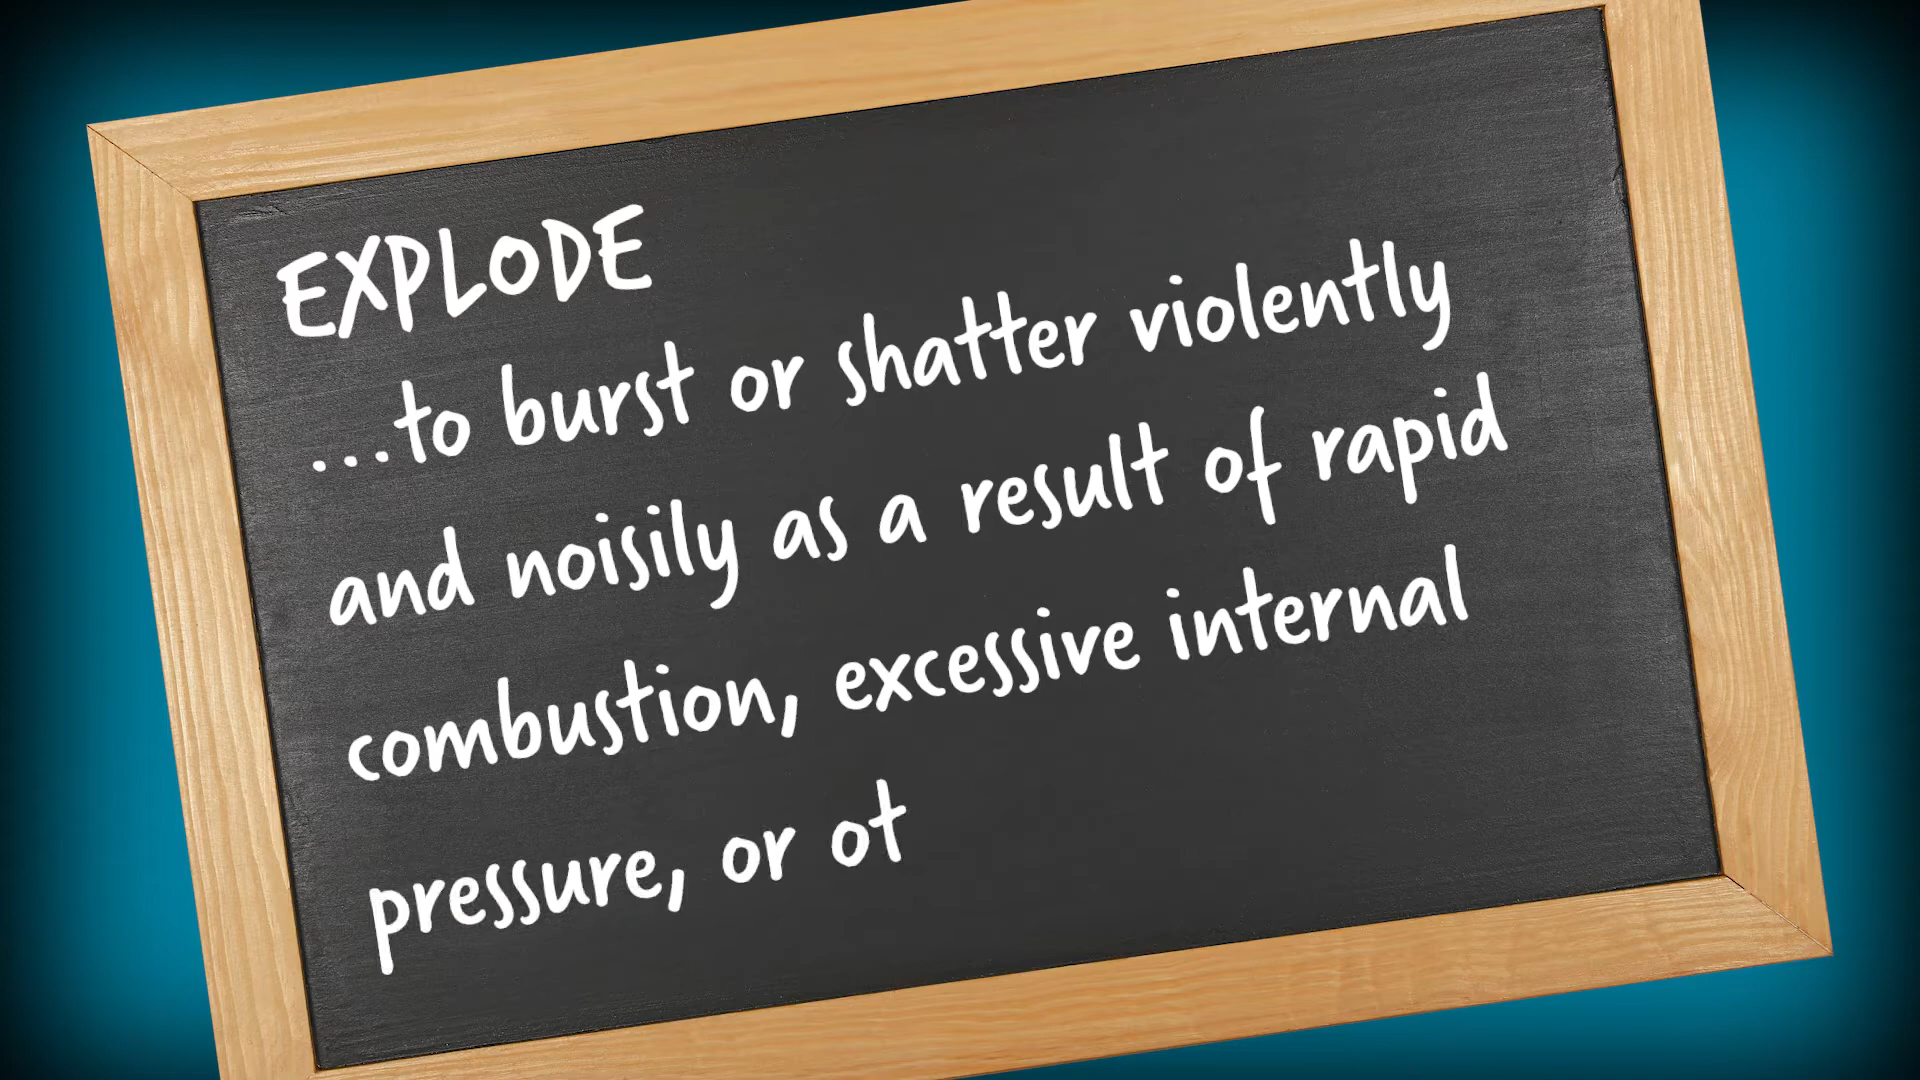 EXPLODE
...to burst or shatter violently
and noisily as a result of rapid
combustion, excessive internal
pressure, or ot